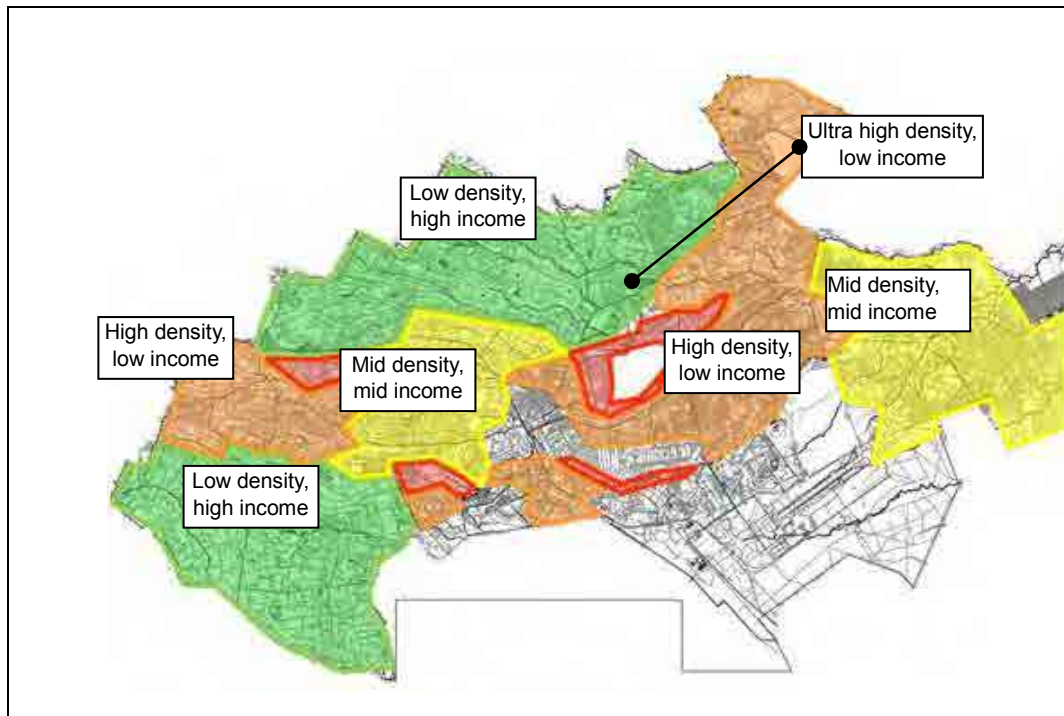 Ultra high density,
low income
Low density,
high income
Mid density,
mid income
High density,
low income
Mid density,
mid income
High density,
low income
Low density,
high income